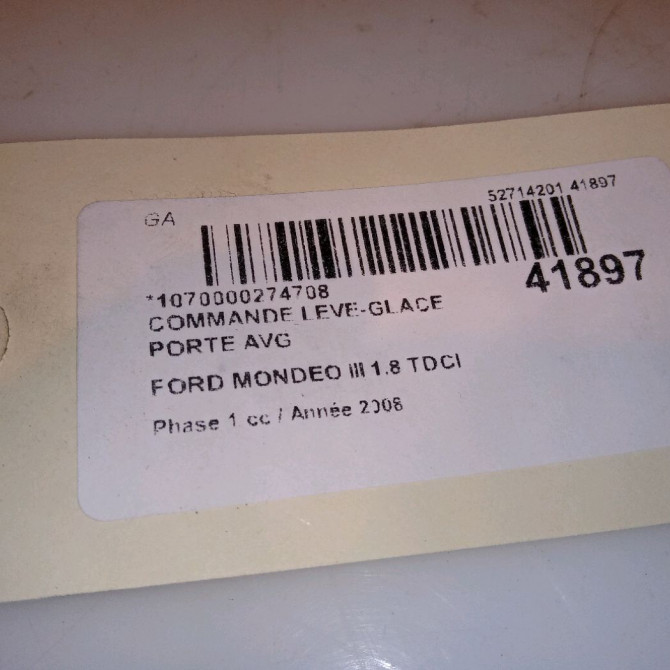 GA
52714201 41897
41897
*1070000274708
COMMANDE LEVE-GLACE
PORTE AVG
FORD MONDEO III 1.8 TDCI
Phase 1 cc / Année 2008